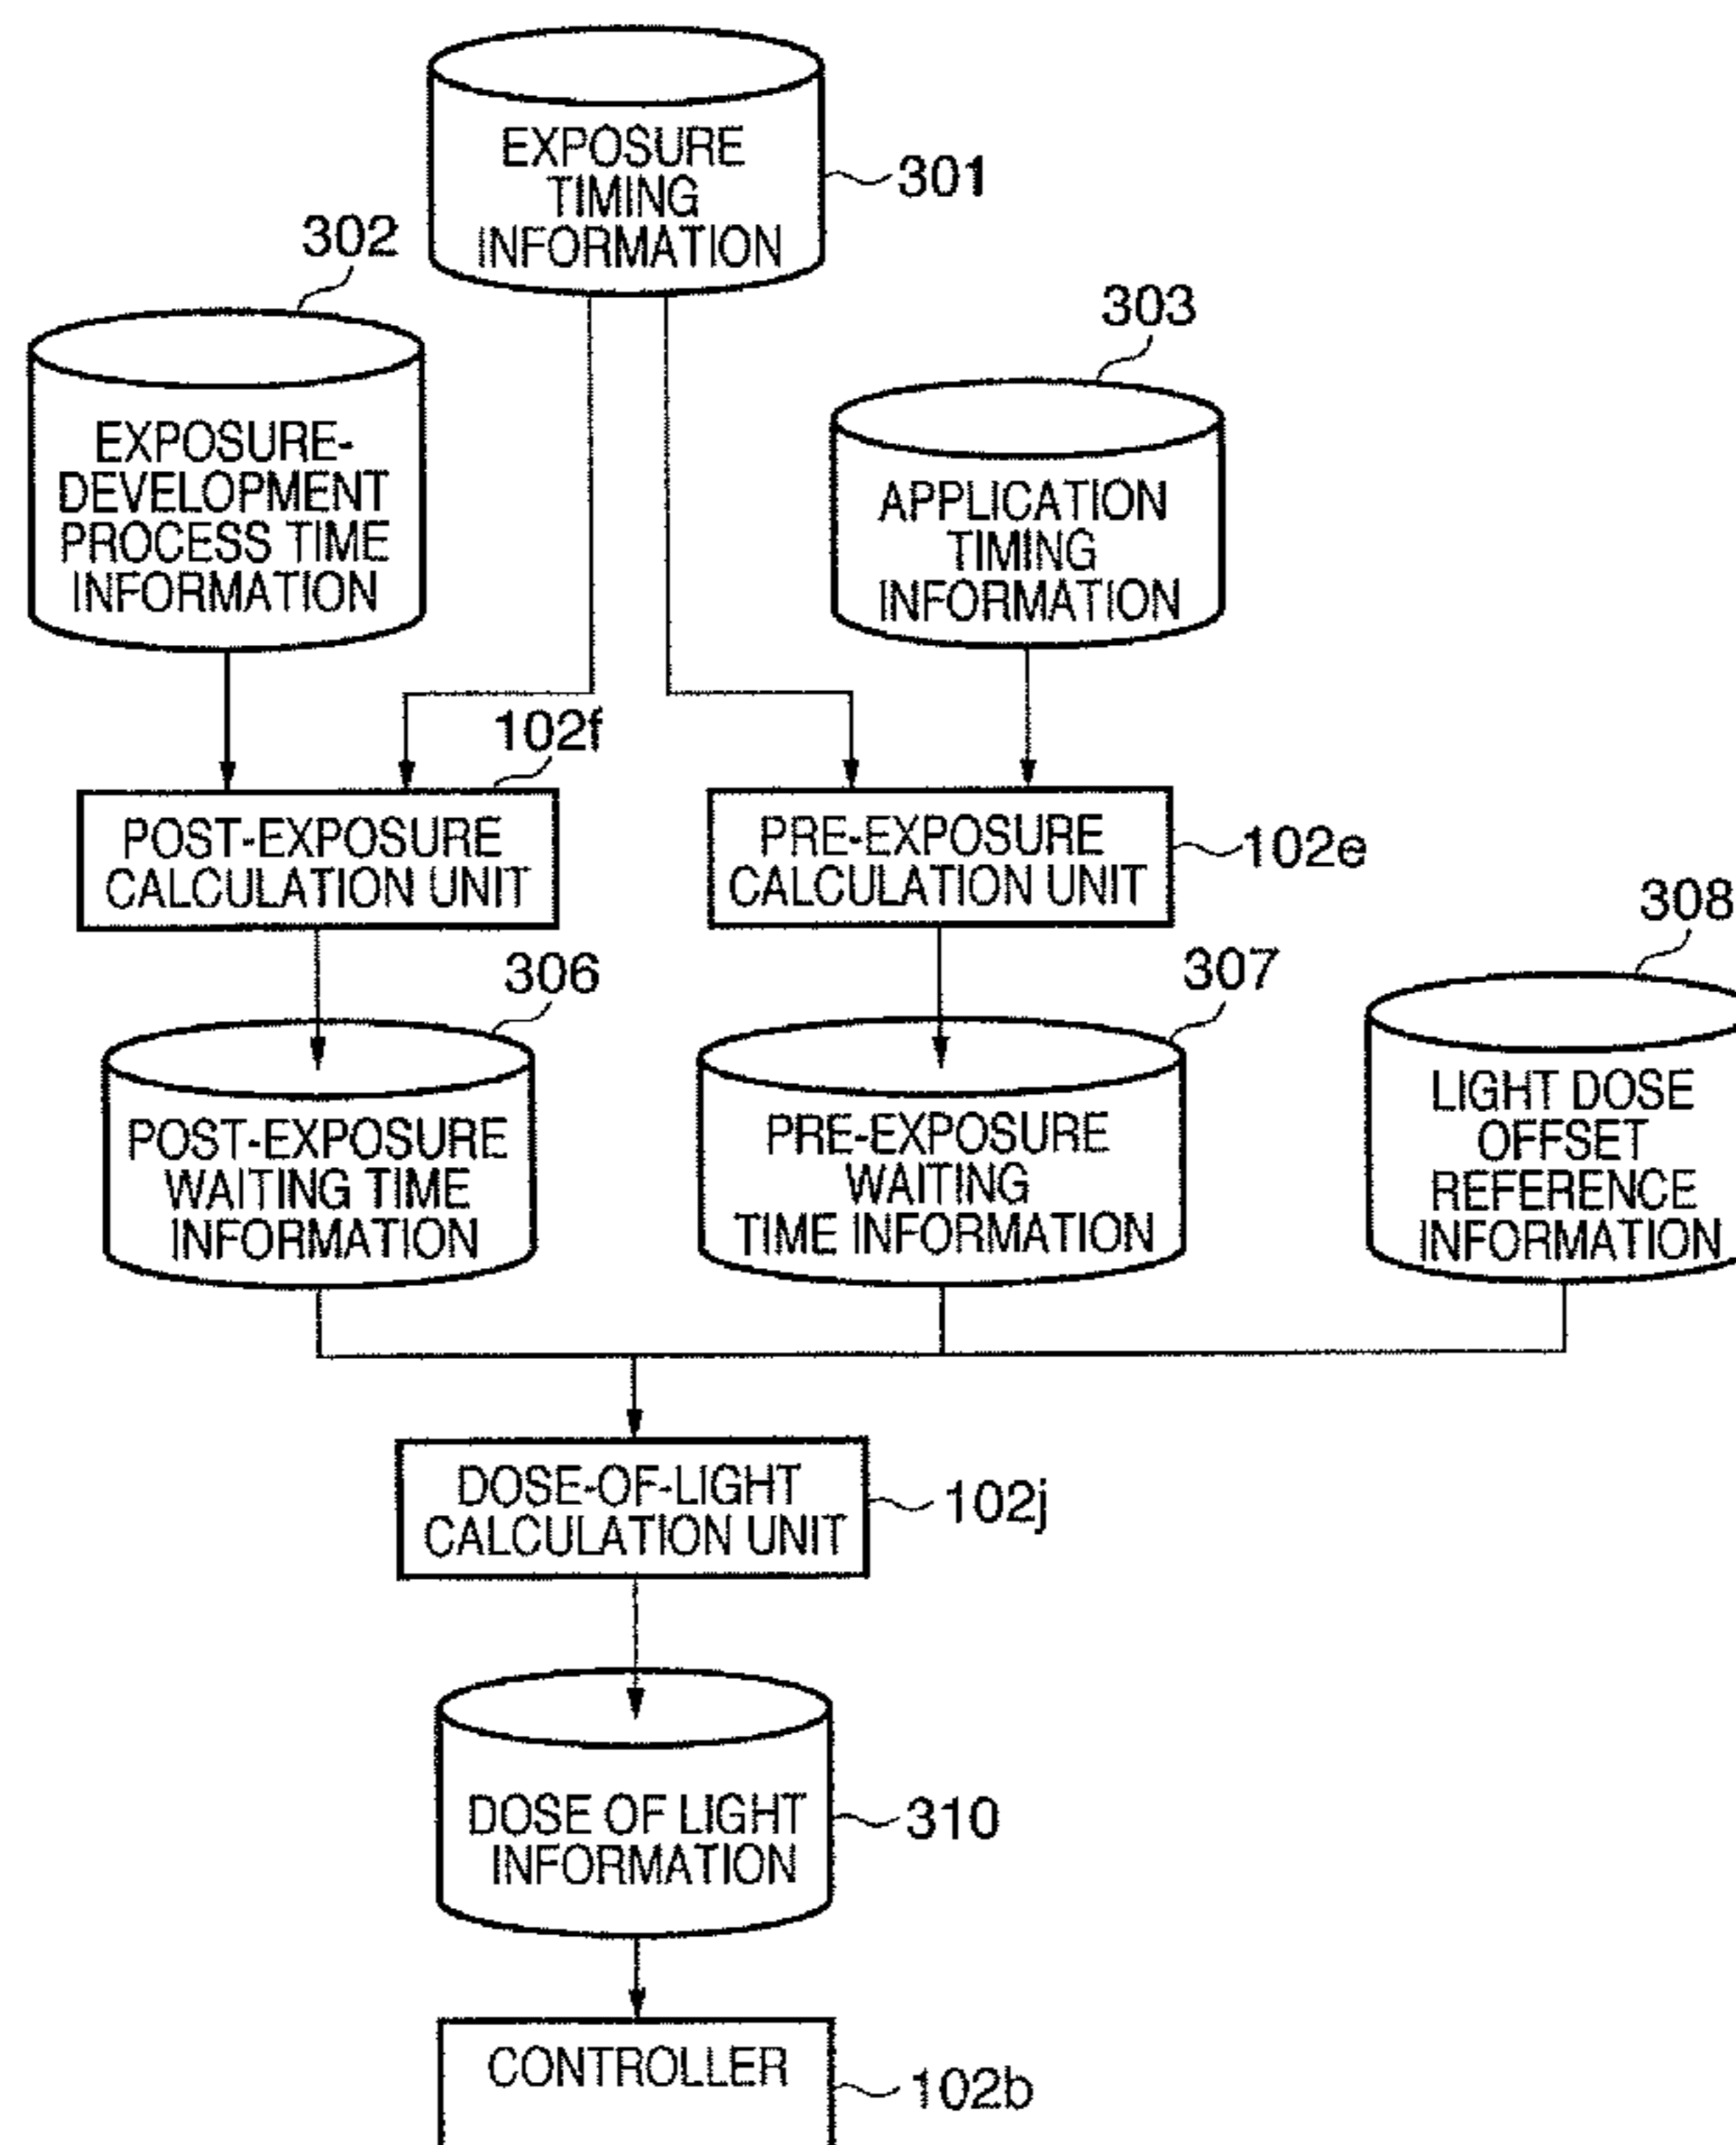 EXPOSURE
TIMING
INFORMATION
301
302
303
EXPOSURE-
DEVELOPMENT
PROCESS TIME
INFORMATION
APPLICATION
TIMING
INFORMATION
102f
POST-EXPOSURE
CALCULATION UNIT
PRE-EXPOSURE
CALCULATION UNIT
102e
308
306
307
POST-EXPOSURE
WAITING TIME
INFORMATION
PRE-EXPOSURE
WAITING
TIME INFORMATION
LIGHT DOSE
OFFSET
REFERENCE
INFORMATION
DOSE-OF-LIGHT
CALCULATION UNIT
102j
DOSE OF LIGHT
INFORMATION
310
CONTROLLER
102b